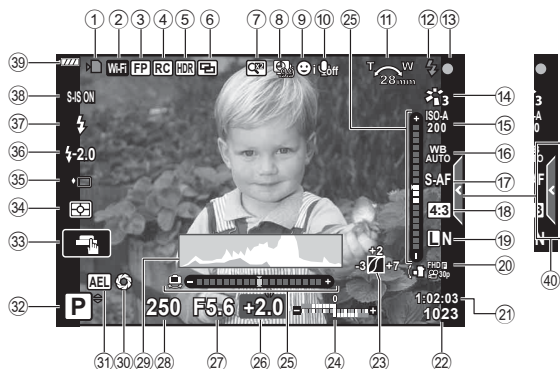 1 2 3 4 5 6 7 8 9 10 25 11 12 13
39 Wi-Fi FP RC HDR i off T W
28mm
38 S-IS ON 3 14
ISO-A
200 15
37
36 -2.0 WB
AUTO 16
35 S-AF 17
34 4:3 18
33 LN 19
FHD F
30p 20
40
+2
-3 +7
AEL
1:02:03 21
32 P 250 F5.6 +2.0 0 1023
31 30 29 28 27 26 25 24 23 22